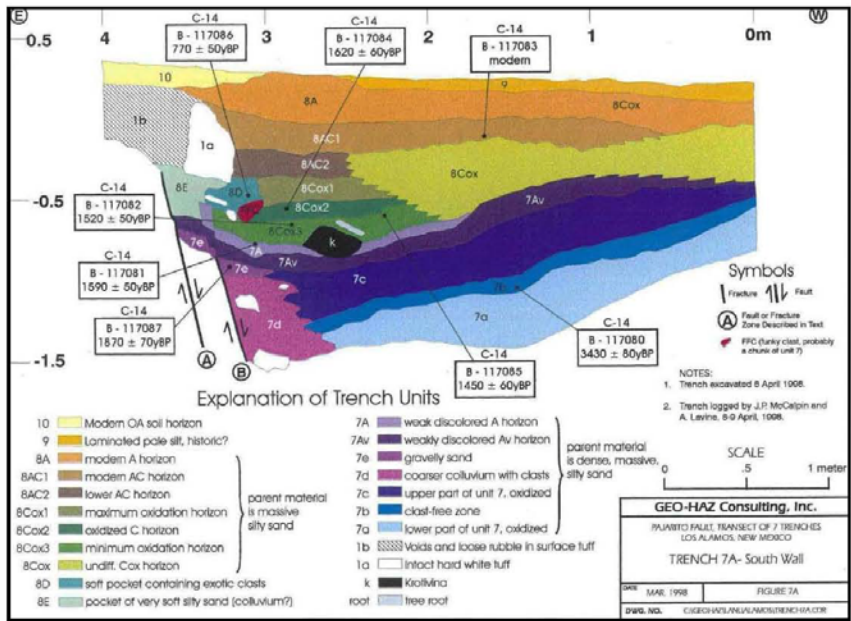 E
W
C-14
B - 117086
770 ± 50yBP
C-14
B - 117084
1620 ± 60yBP
C-14
B - 117083
modern
0.5
4
3
2
1
0m
10
9
8A
8Cox
1b
1a
8AC1
8AC2
8Cox
8E
8D
8Cox1
C-14
B - 117082
1520 ± 50yBP
-0.5
8Cox2
7Av
8Cox3
k
7e
7A
7Av
7e
7c
C-14
B - 117081
1590 ± 50yBP
7b
7a
7d
C-14
B - 117087
1870 ± 70yBP
A
B
-1.5
C-14
B - 117085
1450 ± 60yBP
C-14
B - 117080
3430 ± 80yBP
Symbols
Fracture
Fault
A Fault or Fracture
Zone Described in Text
FFC (funky clast, probably
a chunk of unit 7)
NOTES:
1. Trench excavated 8 April 1998.
2. Trench logged by J.P. McCalpin and
A. Levine, 8-9 April, 1998.
SCALE
0 .5 1 meter
Explanation of Trench Units
10 Modern OA soil horizon
9 Laminated pale silt, historic?
8A modern A horizon
8AC1 modern AC horizon
8AC2 lower AC horizon
8Cox1 maximum oxidation horizon
8Cox2 oxidized C horizon
8Cox3 minimum oxidation horizon
8Cox undiff. Cox horizon
8D soft pocket containing exotic clasts
8E pocket of very soft silty sand (colluvium?)
parent material
is massive
silty sand
7A weak discolored A horizon
7Av weakly discolored Av horizon
7e gravelly sand
7d coarser colluvium with clasts
7c upper part of unit 7, oxidized
7b clast-free zone
7a lower part of unit 7, oxidized
1b Voids and loose rubble in surface tuff
1a Intact hard white tuff
k Krotivina
root tree root
parent material
is dense, massive,
silty sand
GEO-HAZ Consulting, Inc.
PAJARITO FAULT, TRANSECT OF 7 TRENCHES
LOS ALAMOS, NEW MEXICO
TRENCH 7A- South Wall
DATE MAR, 1998
FIGURE 7A
DWG. NO.